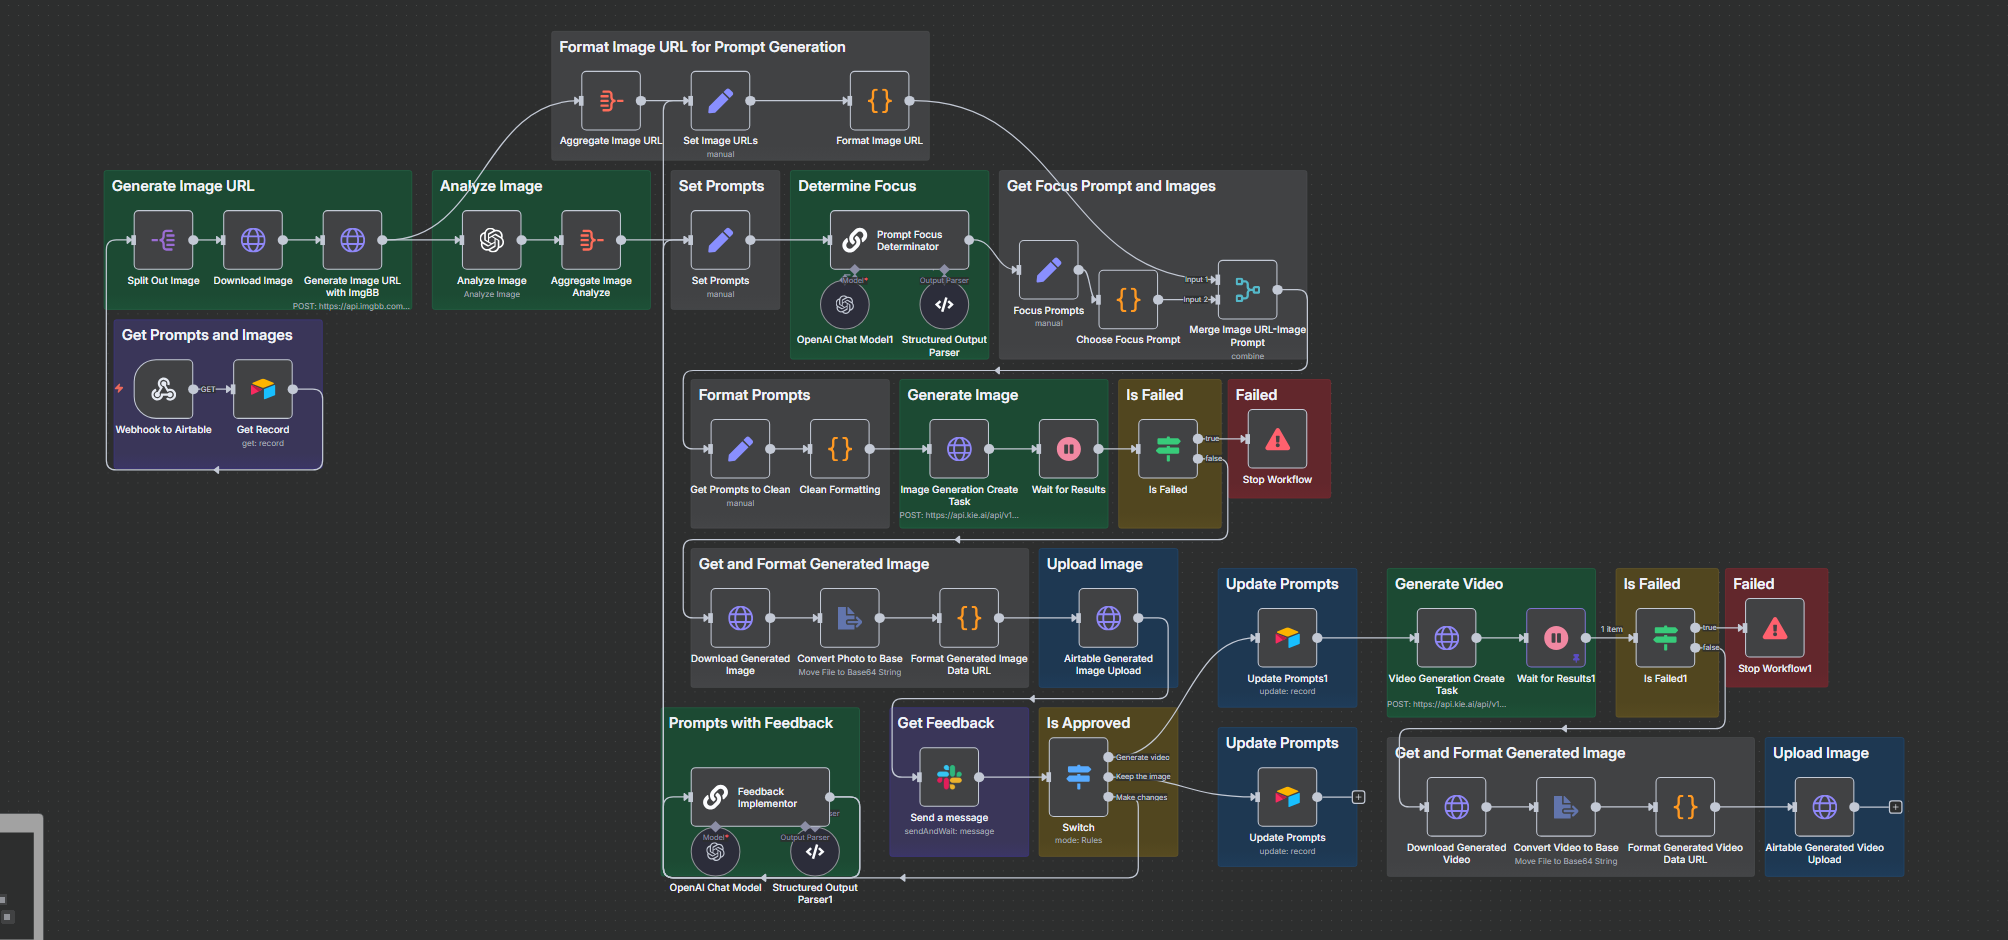 Format Image URL for Prompt Generation
Aggregate Image URL
Set Image URLs
manual
Format Image URL
Generate Image URL
Split Out Image
Download Image
Generate Image URL
with ImgBB
POST: https://api.imgbb.com...
Analyze Image
Analyze Image
Analyze Image
Aggregate Image
Analyze
Set Prompts
Set Prompts
manual
Determine Focus
Prompt Focus
Determinator
Model*
Output Parser
OpenAI Chat Model1
Structured Output
Parser
Get Focus Prompt and Images
Focus Prompts
manual
Choose Focus Prompt
Input 1
Input 2
Merge Image URL-Image
Prompt
combine
Get Prompts and Images
Webhook to Airtable
GET
Get Record
get: record
Format Prompts
Get Prompts to Clean
manual
Clean Formatting
Generate Image
Image Generation Create
Task
POST: https://api.kie.ai/api/v1...
Wait for Results
Is Failed
true
false
Is Failed
Failed
Stop Workflow
Get and Format Generated Image
Download Generated
Image
Convert Photo to Base
Move File to Base64 String
Format Generated Image
Data URL
Upload Image
Airtable Generated
Image Upload
Update Prompts
Update Prompts1
update: record
Generate Video
Video Generation Create
Task
POST: https://api.kie.ai/api/v1...
Wait for Results1
1 item
Is Failed
true
false
Is Failed1
Failed
Stop Workflow1
Prompts with Feedback
Feedback
Implementor
Model*
Output Parser
ser
OpenAI Chat Model
Structured Output
Parser1
Get Feedback
Send a message
sendAndWait: message
Is Approved
Generate video
Keep the image
Make changes
Switch
mode: Rules
Update Prompts
Update Prompts
update: record
Get and Format Generated Image
Download Generated
Video
Convert Video to Base
Move File to Base64 String
Format Generated Video
Data URL
Upload Image
Airtable Generated Video
Upload